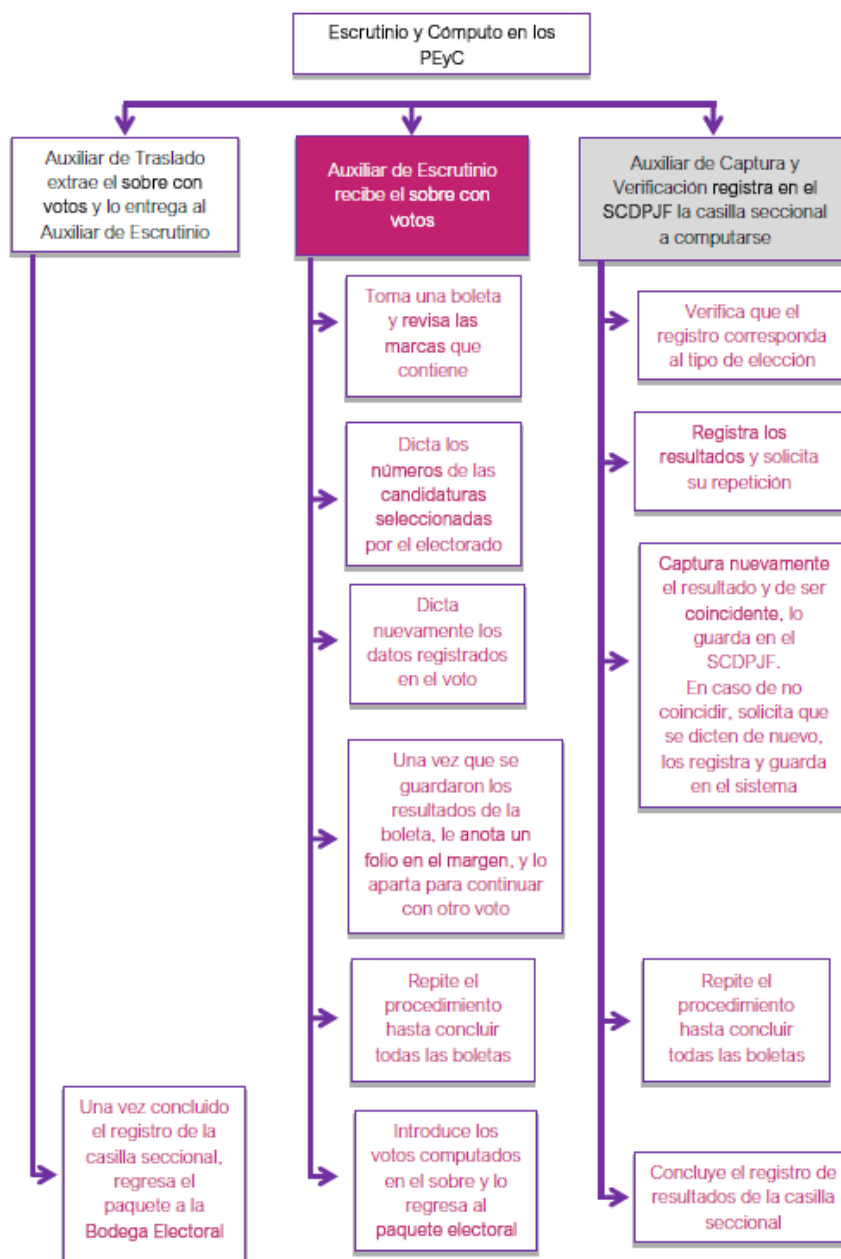 Escrutinio y Cómputo en los
PEyC
Auxiliar de Traslado
extrae el sobre con
votos y lo entrega al
Auxiliar de Escrutinio
Una vez concluido
el registro de la
casilla seccional,
regresa el
paquete a la
Bodega Electoral
Auxiliar de Escrutinio
recibe el sobre con
votos
Toma una boleta
y revisa las
marcas que
contiene
Dicta los
números de las
candidaturas
seleccionadas
por el electorado
Dicta
nuevamente los
datos registrados
en el voto
Una vez que se
guardaron los
resultados de la
boleta, le anota un
folio en el margen, y lo
aparta para continuar
con otro voto
Repite el
procedimiento
hasta concluir
todas las boletas
Introduce los
votos computados
en el sobre y lo
regresa al
paquete electoral
Auxiliar de Captura y
Verificación registra en el
SCDPJF la casilla seccional
a computarse
Verifica que el
registro corresponda
al tipo de elección
Registra los
resultados y solicita
su repetición
Captura nuevamente
el resultado y de ser
coincidente, lo
guarda en el
SCDPJF.
En caso de no
coincidir, solicita que
se dicten de nuevo,
los registra y guarda
en el sistema
Repite el
procedimiento
hasta concluir
todas las boletas
Concluye el registro de
resultados de la casilla
seccional